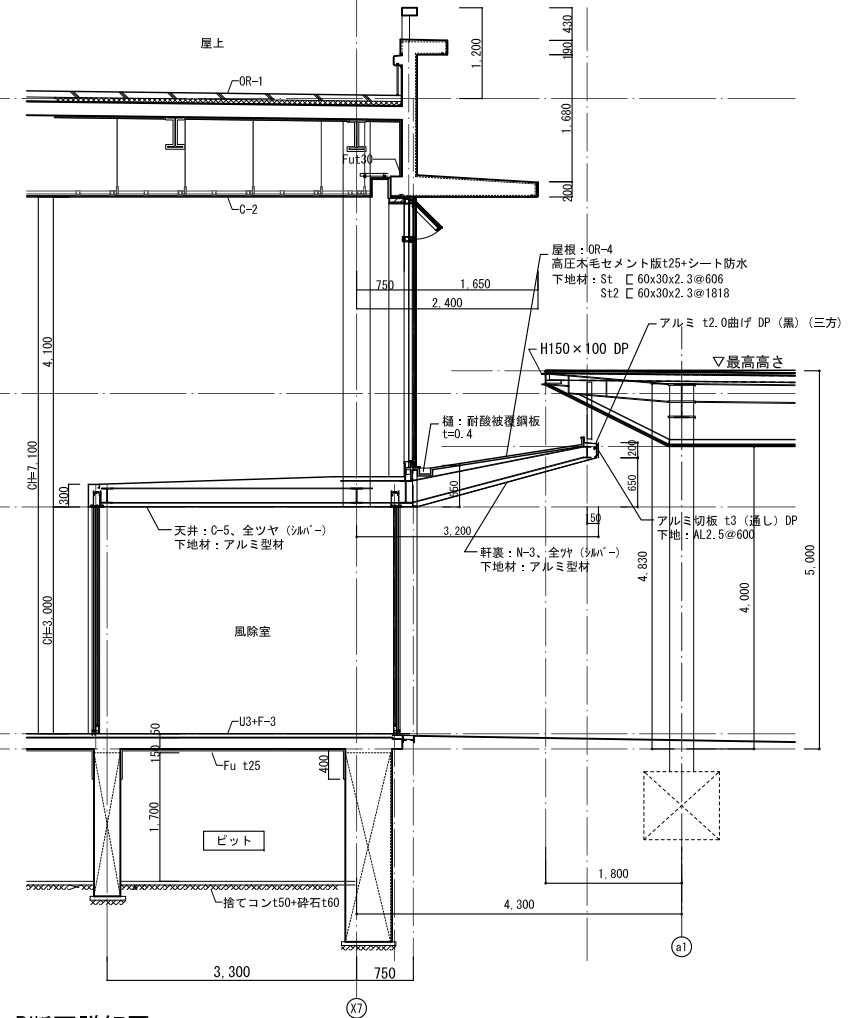 屋上
OR-1
1,200
430
190
1,680
200
Fut30
C-2
屋根：OR-4
高圧木毛セメント版t25+シート防水
下地材：St [ 60x30x2.3@606
St2 [ 60x30x2.3@1818
750
1,650
2,400
アルミ t2.0曲げ DP（黒）(三方)
H150×100 DP
▽最高高さ
4,100
CH=7,100
樋：耐酸被覆鋼板
t=0.4
300
650
200
650
150
3,200
天井：C-5、全ツヤ（シルバー）
下地材：アルミ型材
軒裏：N-3、全ツヤ（シルバー）
下地材：アルミ型材
アルミ切板 t3（通し）DP
下地：AL2.5@600
4,830
4,000
5,000
CH=3,000
風除室
U3+F-3
150
Fu t25
400
1,700
ピット
捨てコンt50+砕石t60
1,800
4,300
a1
3,300
750
X7